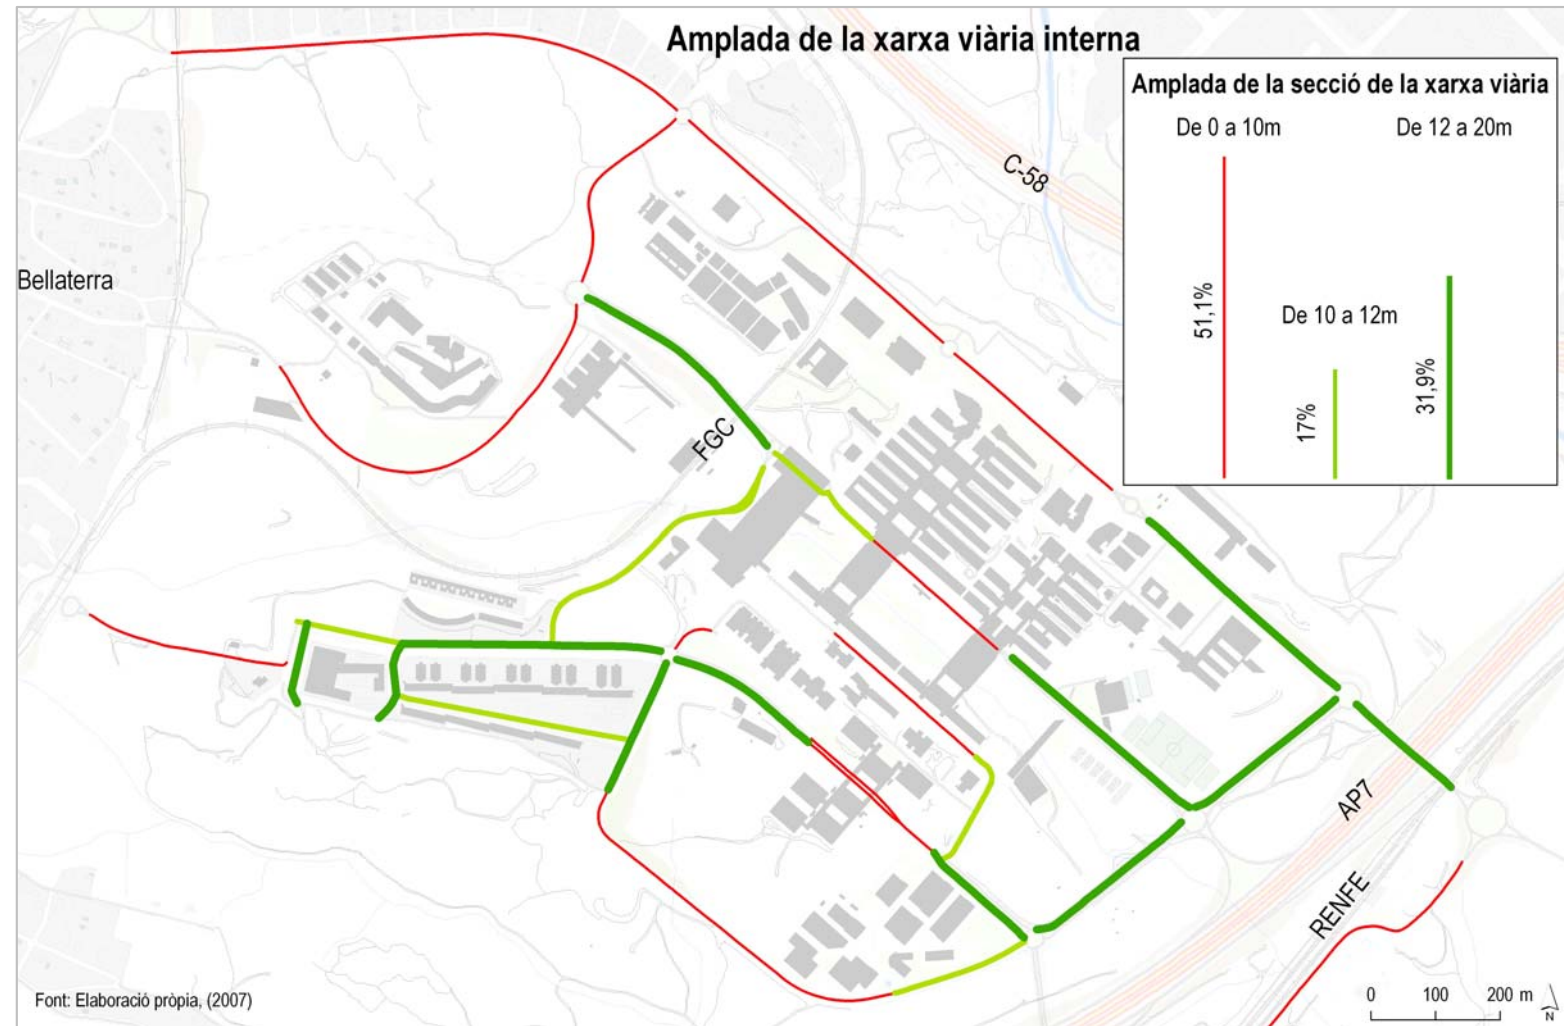 Amplada de la xarxa viària interna
Amplada de la secció de la xarxa viària
De 0 a 10m
De 12 a 20m
C-58
51,1%
De 10 a 12m
17%
31,9%
Bellaterra
FGC
AP7
RENFE
Font: Elaboració pròpia, (2007)
0 100 200 m
N